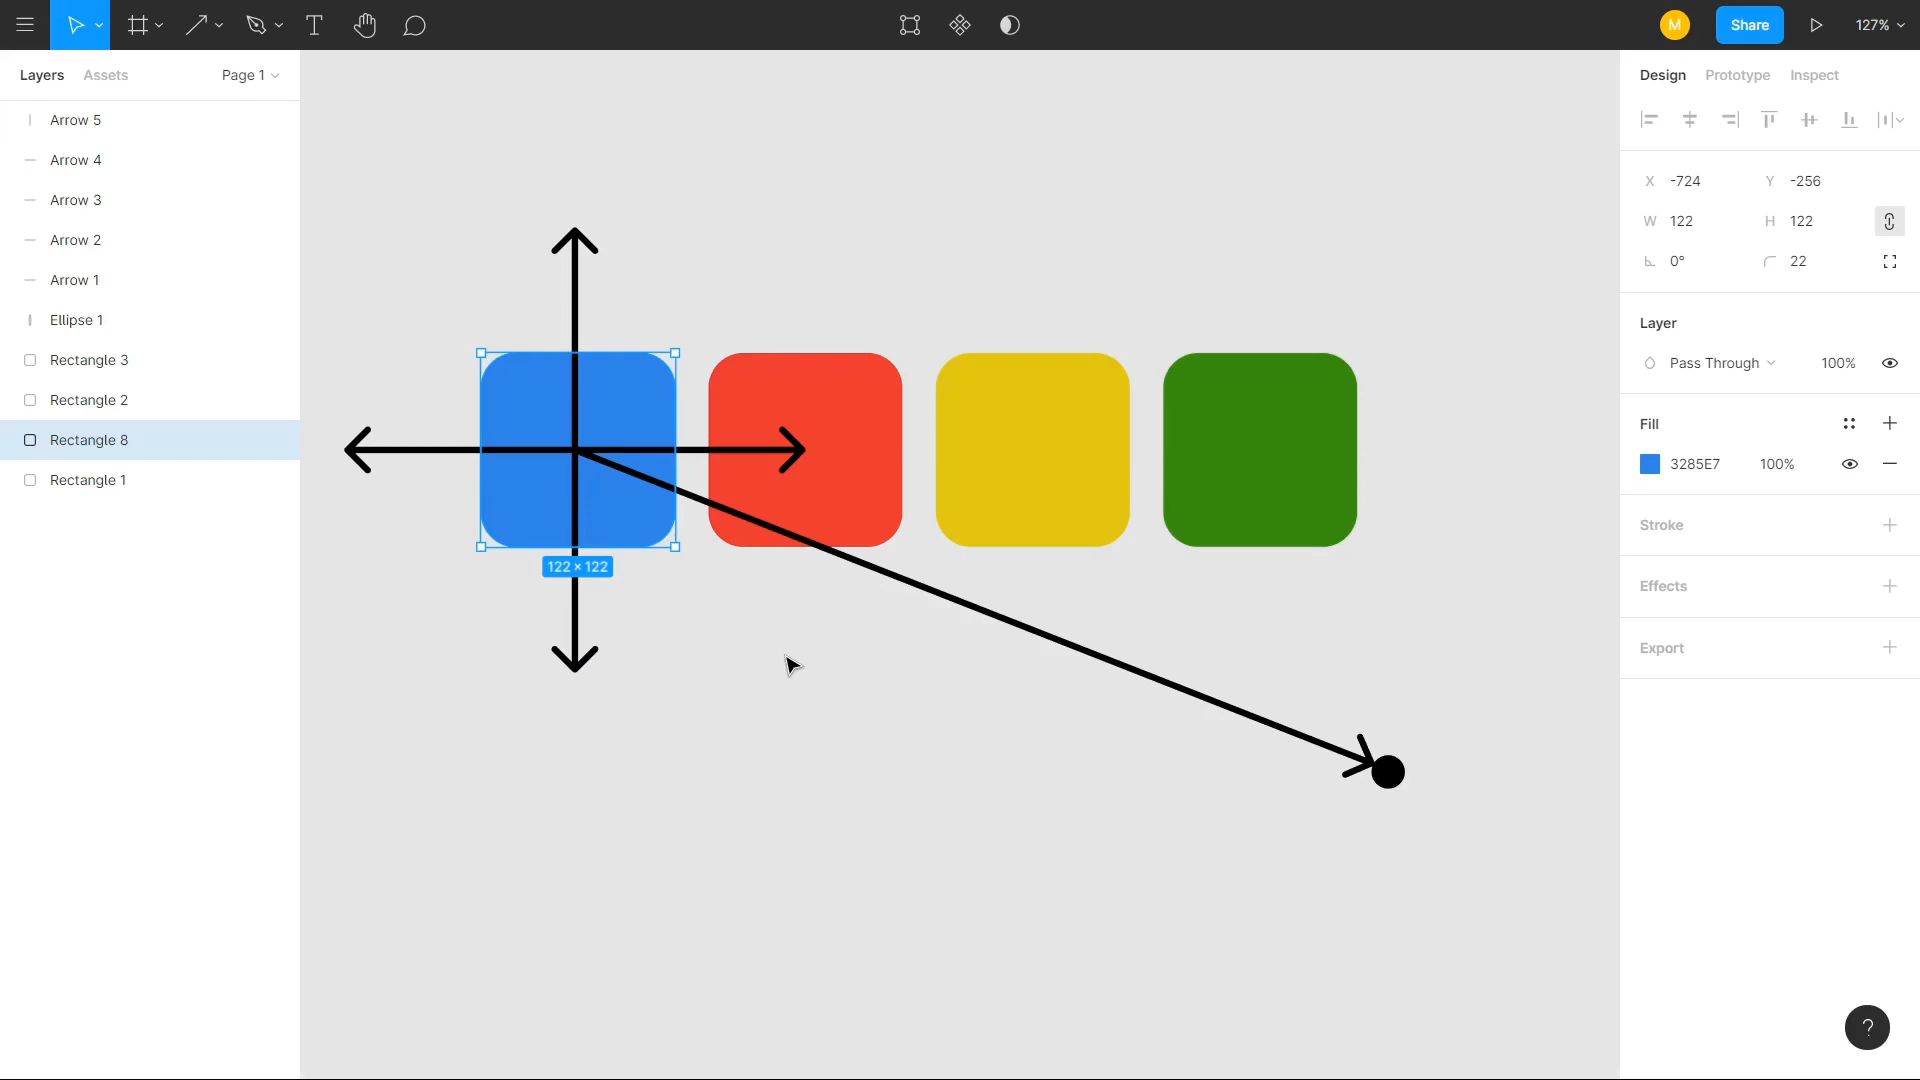 M
Share
127%
Layers Assets Page 1
Design Prototype Inspect
Arrow 5
Arrow 4
Arrow 3
Arrow 2
Arrow 1
Ellipse 1
Rectangle 3
Rectangle 2
Rectangle 8
Rectangle 1
122 × 122
X -724 Y -256
W 122 H 122
0° 22
Layer
Pass Through 100%
Fill
3285E7 100%
Stroke
Effects
Export
?